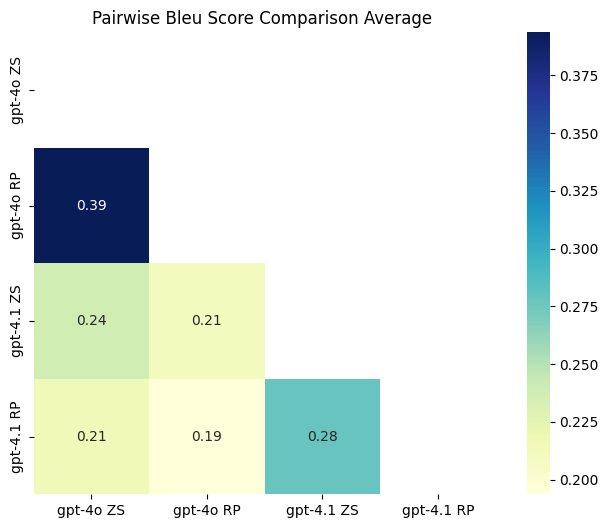 Pairwise Bleu Score Comparison Average
gpt-4o ZS
gpt-4o RP
gpt-4.1 ZS
gpt-4.1 RP
0.39
0.24 0.21
0.21 0.19 0.28
gpt-4o ZS gpt-4o RP gpt-4.1 ZS gpt-4.1 RP
0.375
0.350
0.325
0.300
0.275
0.250
0.225
0.200